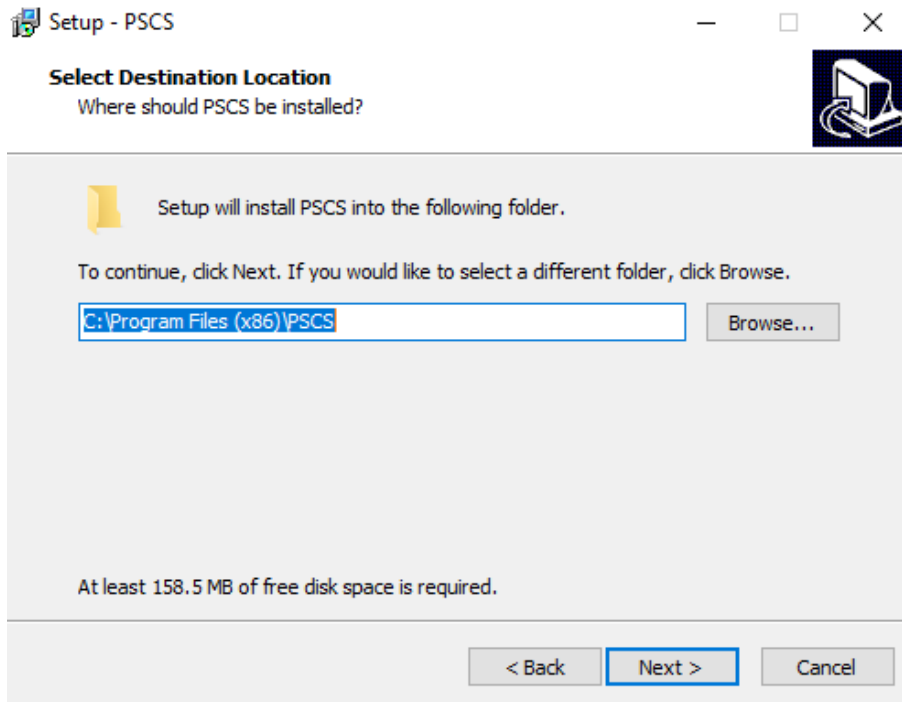 Setup - PSCS
Select Destination Location
Where should PSCS be installed?
Setup will install PSCS into the following folder.
To continue, click Next. If you would like to select a different folder, click Browse.
C:\Program Files (x86)\PSCS
Browse...
At least 158.5 MB of free disk space is required.
< Back
Next >
Cancel